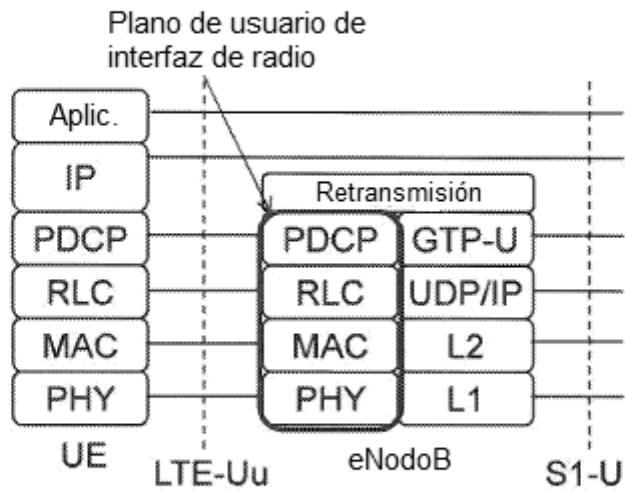 Plano de usuario de
interfaz de radio
Aplic.
IP
Retransmisión
PDCP PDCP GTP-U
RLC RLC UDP/IP
MAC MAC L2
PHY PHY L1
UE LTE-Uu eNodoB S1-U